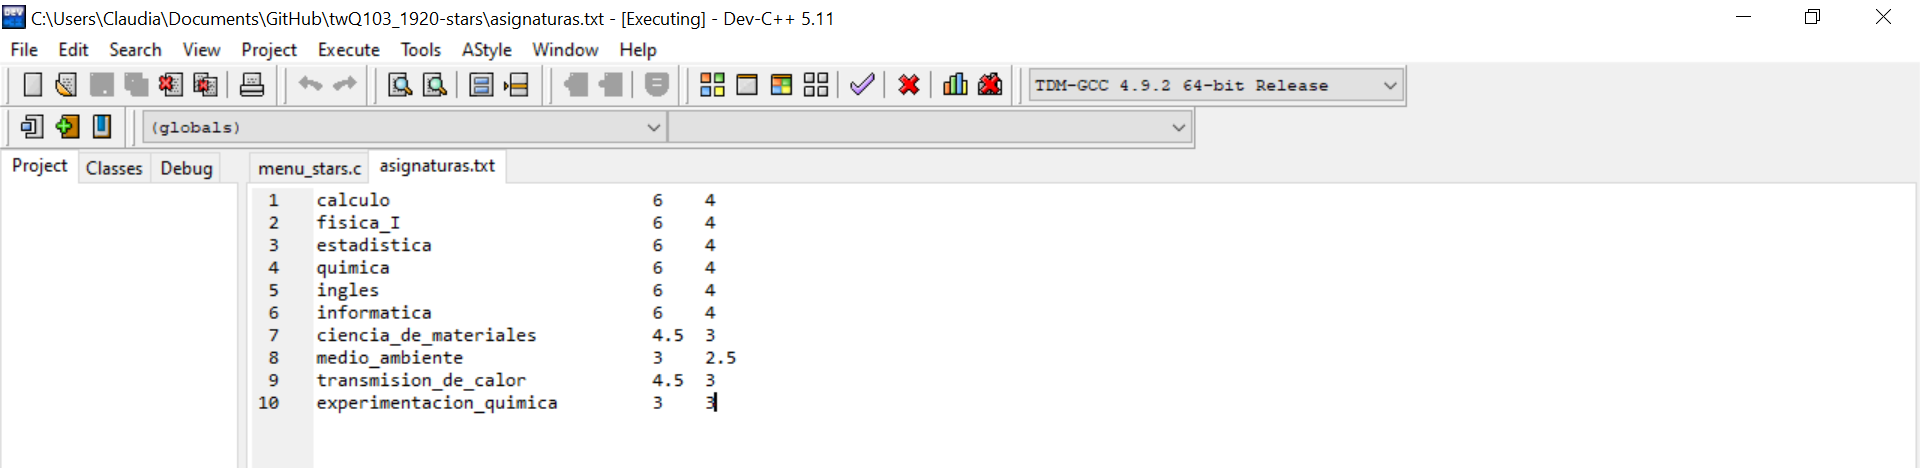 C:\Users\Claudia\Documents\GitHub\twQ103_1920-stars\asignaturas.txt - [Executing] - Dev-C++ 5.11
File Edit Search View Project Execute Tools AStyle Window Help
TDM-GCC 4.9.2 64-bit Release
(globals)
Project Classes Debug menu_stars.c asignaturas.txt
1 calculo 6 4
2 fisica_I 6 4
3 estadistica 6 4
4 quimica 6 4
5 ingles 6 4
6 informatica 6 4
7 ciencia_de_materiales 4.5 3
8 medio_ambiente 3 2.5
9 transmision_de_calor 4.5 3
10 experimentacion_quimica 3 3